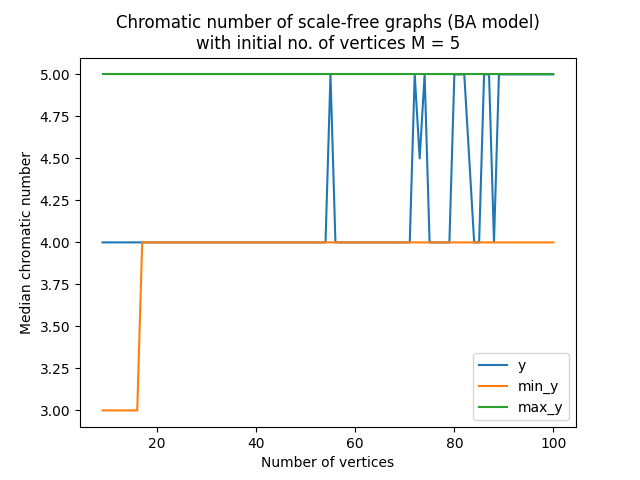 Chromatic number of scale-free graphs (BA model)
with initial no. of vertices M = 5
Median chromatic number
5.00
4.75
4.50
4.25
4.00
3.75
3.50
3.25
3.00
y
min_y
max_y
20
40
60
80
100
Number of vertices